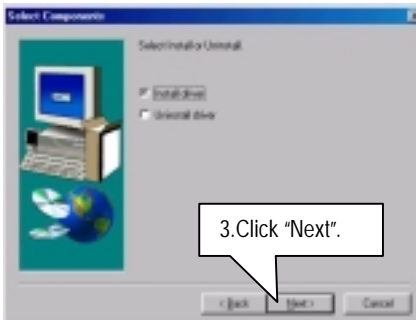 Select Components
Select Install or Uninstall.
Install driver
Uninstall driver
3.Click “Next”.
< Back
Next >
Cancel